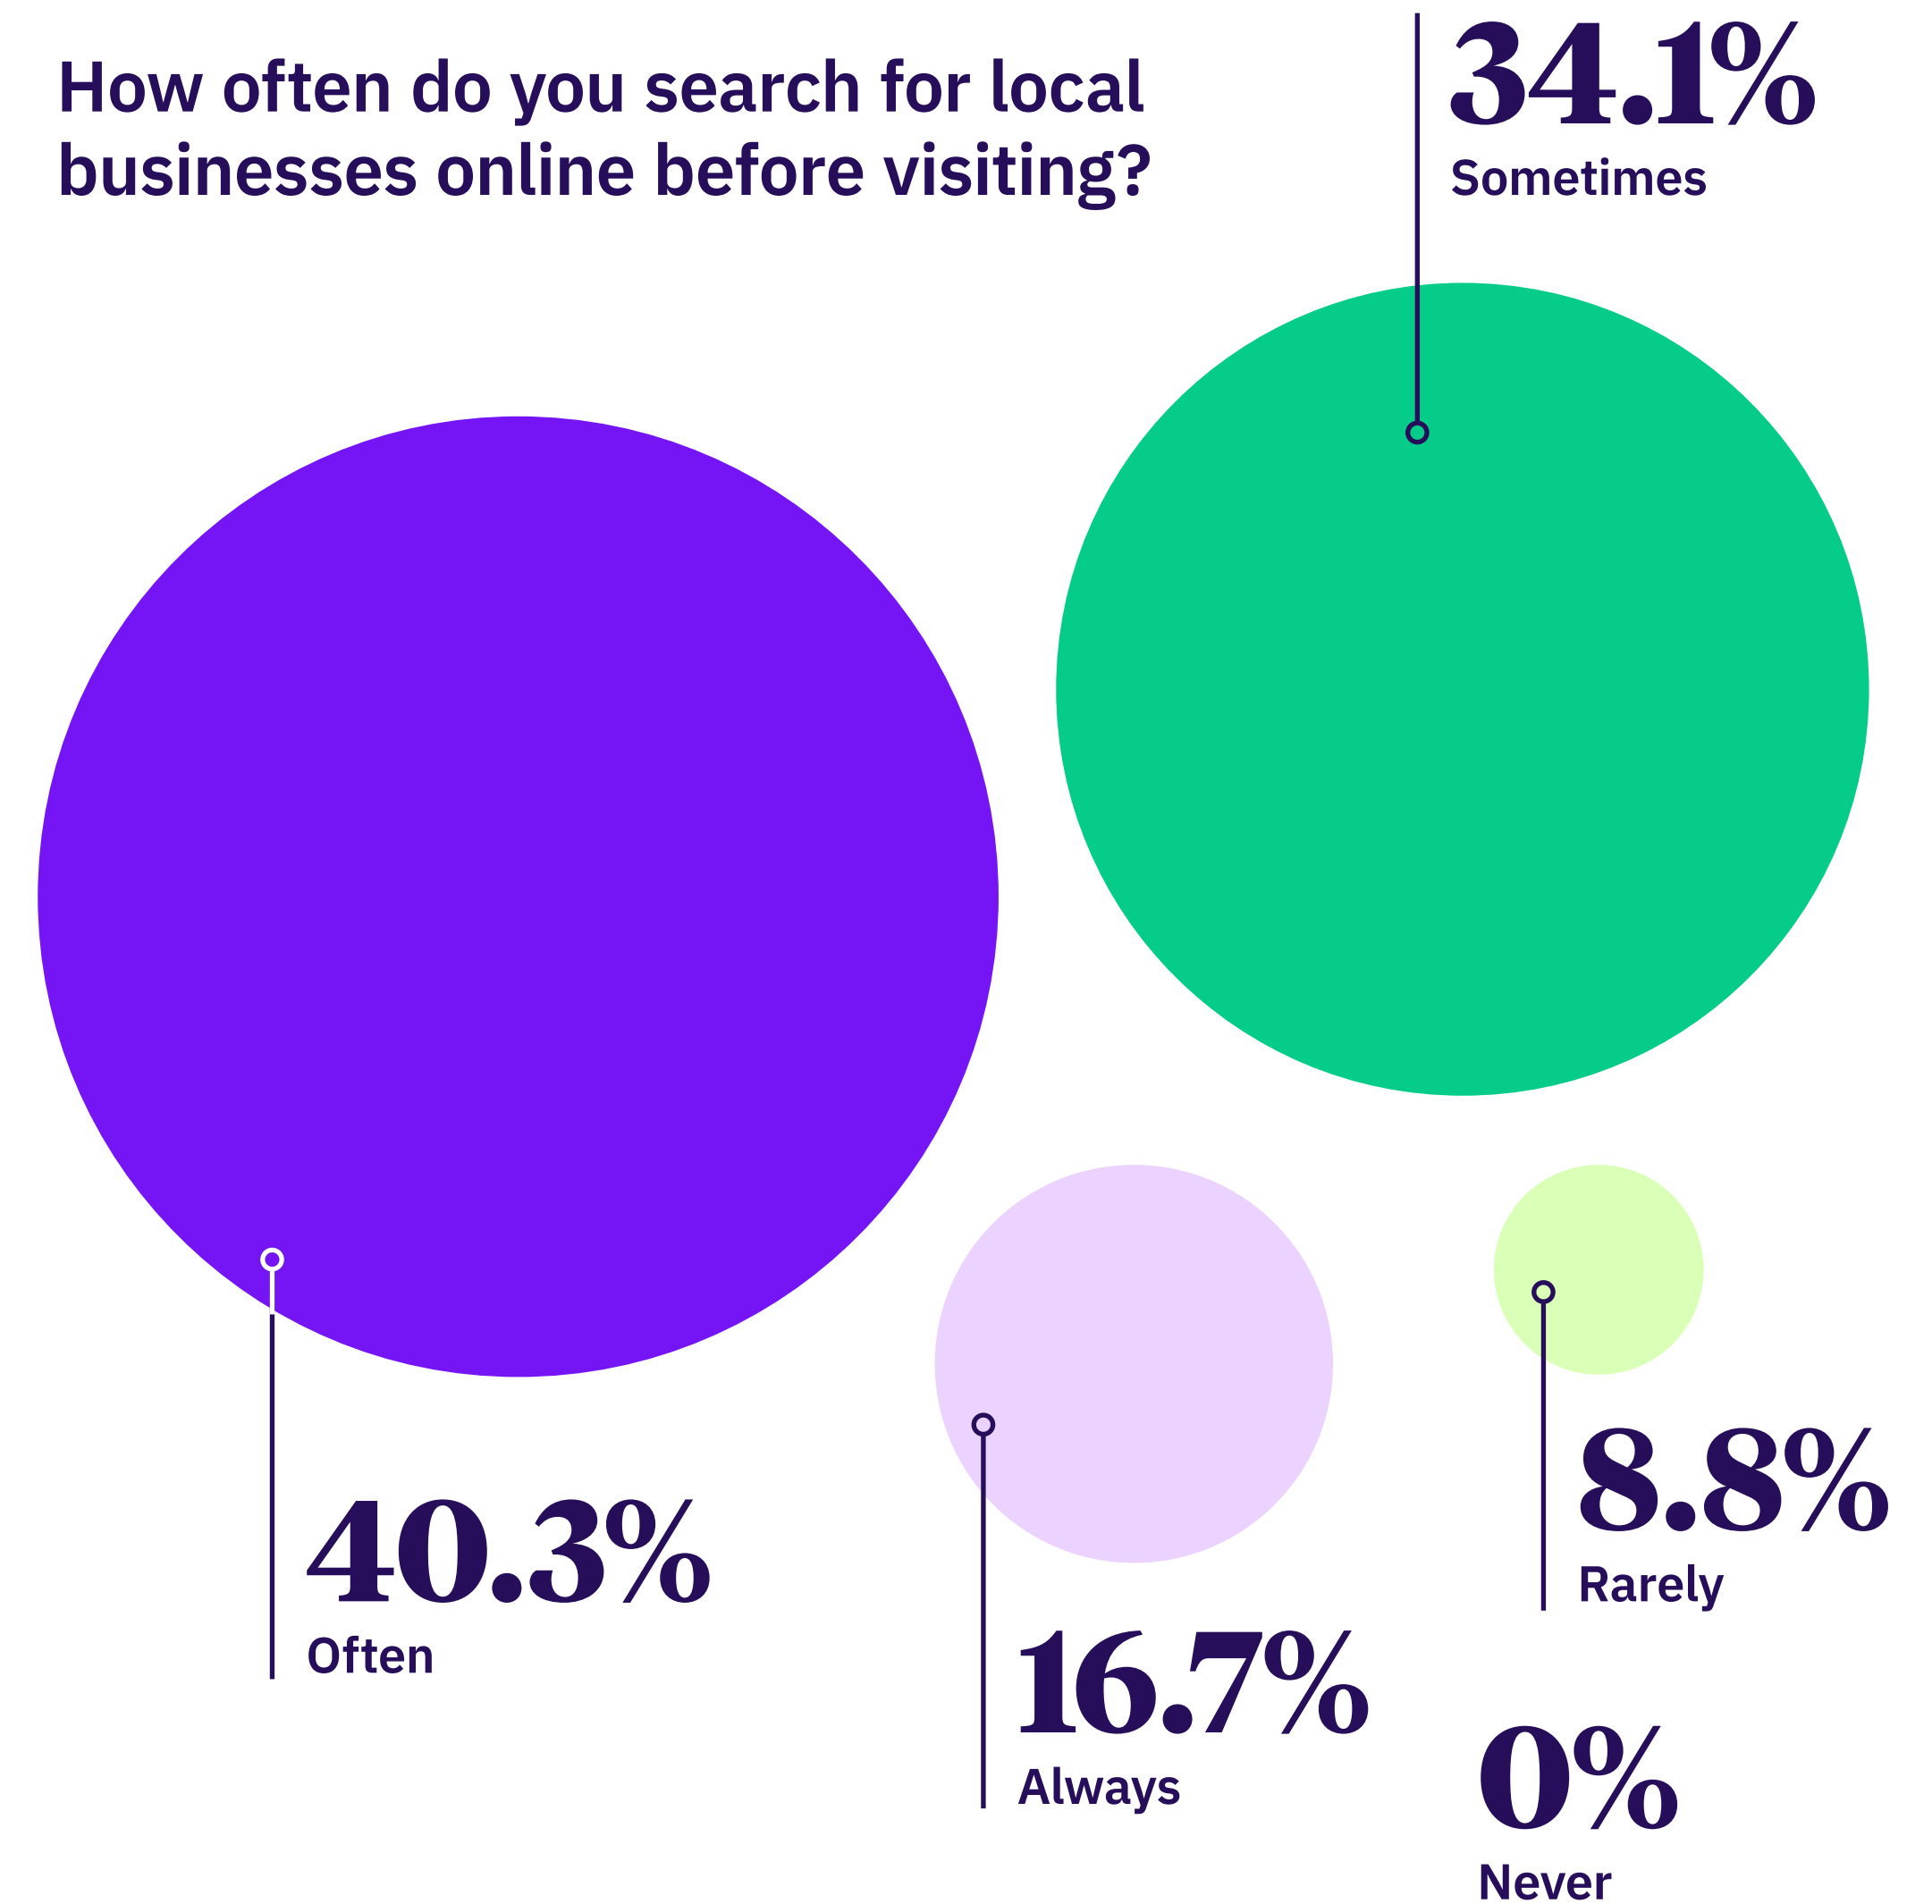 How often do you search for local
businesses online before visiting?
34.1%
Sometimes
40.3%
Often
16.7%
Always
8.8%
Rarely
0%
Never